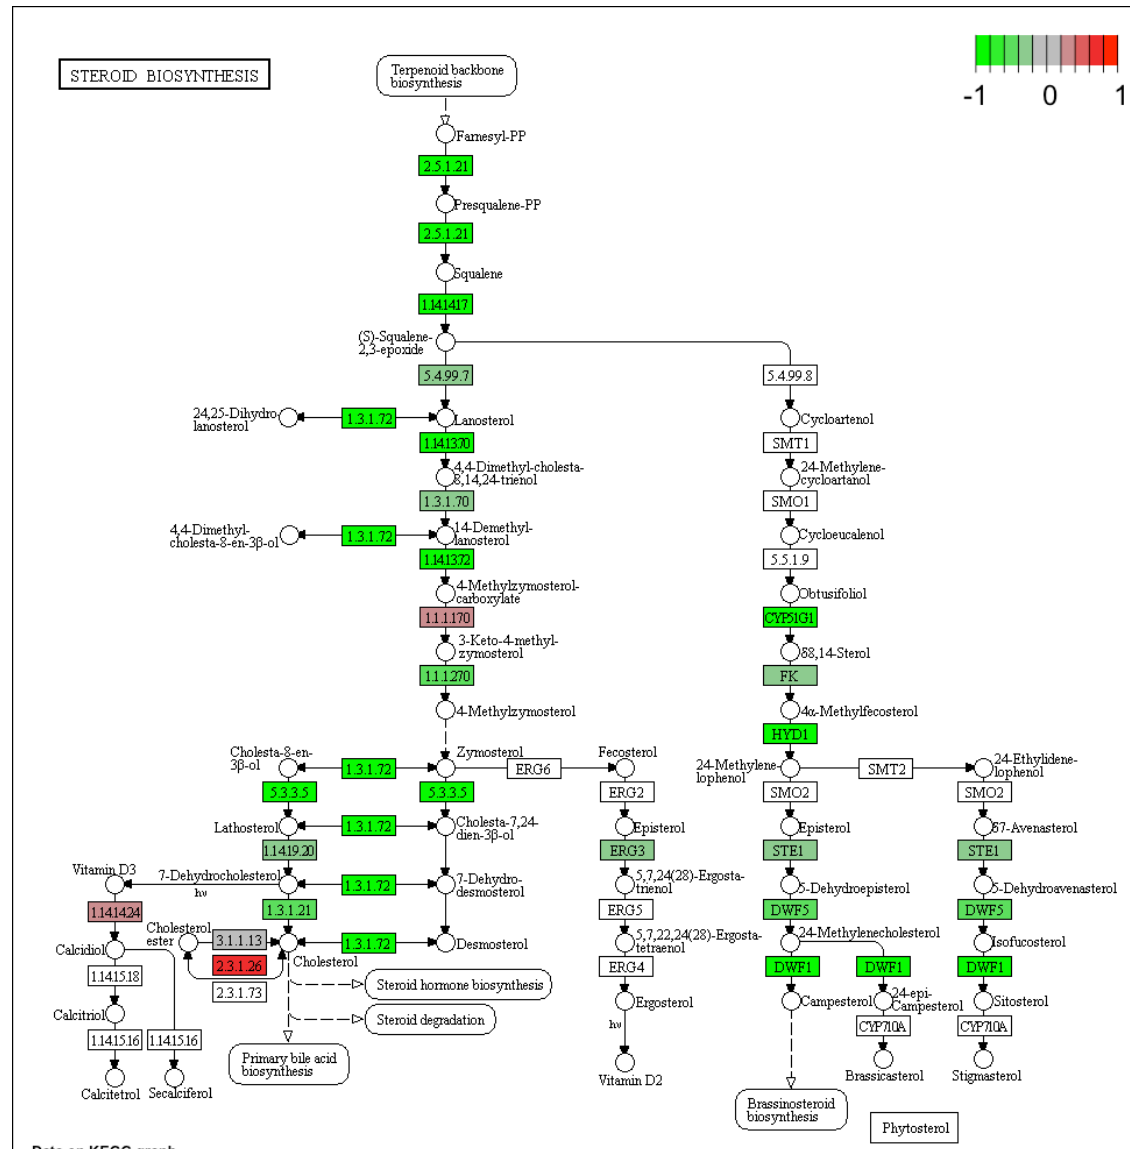 STEROID BIOSYNTHESIS
Terpenoid backbone
biosynthesis
-1 0 1
Farnesyl-PP
2.5.1.21
Presqualene-PP
2.5.1.21
Squalene
1.14.14.17
(S)-Squalene-
2,3-epoxide
5.4.99.7
5.4.99.8
24,25-Dihydro-
lanosterol
1.3.1.72
Lanosterol
Cycloartenol
1.14.13.70
SMT1
4,4-Dimethyl-cholesta-
8,14,24-trienol
24-Methylene-
cycloartanol
1.3.1.70
SMO1
4,4-Dimethyl-
cholesta-8-en-3β-ol
1.3.1.72
14-Demethyl-
lanosterol
Cycloeucalenol
1.14.13.72
5.5.1.9
4-Methylzymosterol-
carboxylate
Obtusifoliol
1.1.1.170
CYP51G1
3-Keto-4-methyl-
zymosterol
δ8,14-Sterol
1.1.1.270
FK
4-Methylzymosterol
4α-Methylfecosterol
HYD1
Cholesta-8-en-
3β-ol
1.3.1.72
Zymosterol
ERG6
Fecosterol
24-Methylene-
lophenol
SMT2
24-Ethylidene-
lophenol
5.3.3.5
5.3.3.5
ERG2
SMO2
SMO2
Lathosterol
1.3.1.72
Cholesta-7,24-
dien-3β-ol
Episterol
Episterol
δ7-Avenasterol
1.14.19.20
ERG3
STE1
STE1
Vitamin D3
hν
7-Dehydrocholesterol
1.3.1.72
7-Dehydro-
desmosterol
5,7,24(28)-Ergosta-
trienol
5-Dehydroepisterol
5-Dehydroavenasterol
1.14.14.24
1.3.1.21
ERG5
DWF5
DWF5
Calcidiol
Cholesterol
ester
3.1.1.13
Cholesterol
1.3.1.72
Desmosterol
5,7,22,24(28)-Ergosta-
tetraenol
24-Methylenecholesterol
Isofucosterol
2.3.1.26
2.3.1.73
1.14.15.18
ERG4
DWF1
DWF1
DWF1
Steroid hormone biosynthesis
Calcitriol
Steroid degradation
Ergosterol
Campesterol
24-epi-
Campesterol
Sitosterol
1.14.15.16
1.14.15.16
hν
CYP710A
CYP710A
Primary bile acid
biosynthesis
Calcitetrol
Secalciferol
Vitamin D2
Brassicasterol
Stigmasterol
Brassinosteroid
biosynthesis
Phytosterol
Data on KEGG graph